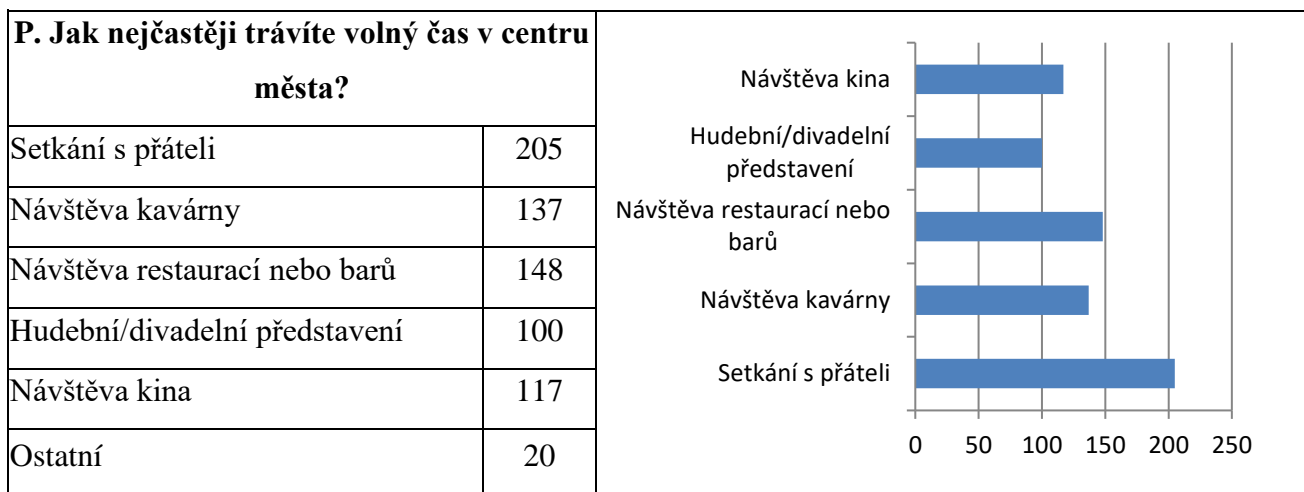 P. Jak nejčastěji trávíte volný čas v centru
města?
Setkání s přáteli 205
Návštěva kavárny 137
Návštěva restaurací nebo barů 148
Hudební/divadelní představení 100
Návštěva kina 117
Ostatní 20
Návštěva kina
Hudební/divadelní
představení
Návštěva restaurací nebo
barů
Návštěva kavárny
Setkání s přáteli
0 50 100 150 200 250